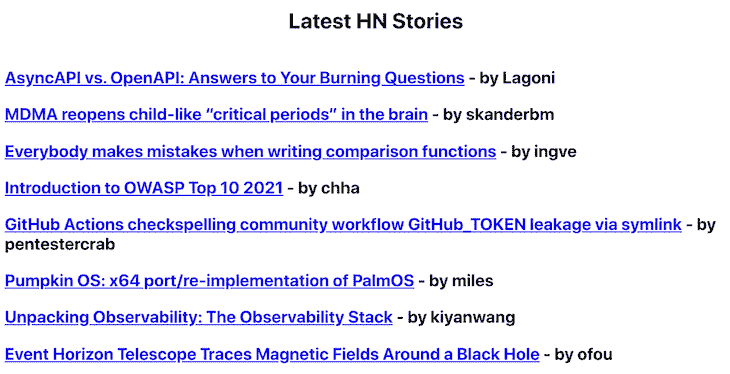 Latest HN Stories
AsyncAPI vs. OpenAPI: Answers to Your Burning Questions - by Lagoni
MDMA reopens child-like “critical periods” in the brain - by skanderbm
Everybody makes mistakes when writing comparison functions - by ingve
Introduction to OWASP Top 10 2021 - by chha
GitHub Actions checkspelling community workflow GitHub_TOKEN leakage via symlink - by
pentestercrab
Pumpkin OS: x64 port/re-implementation of PalmOS - by miles
Unpacking Observability: The Observability Stack - by kiyanwang
Event Horizon Telescope Traces Magnetic Fields Around a Black Hole - by ofou